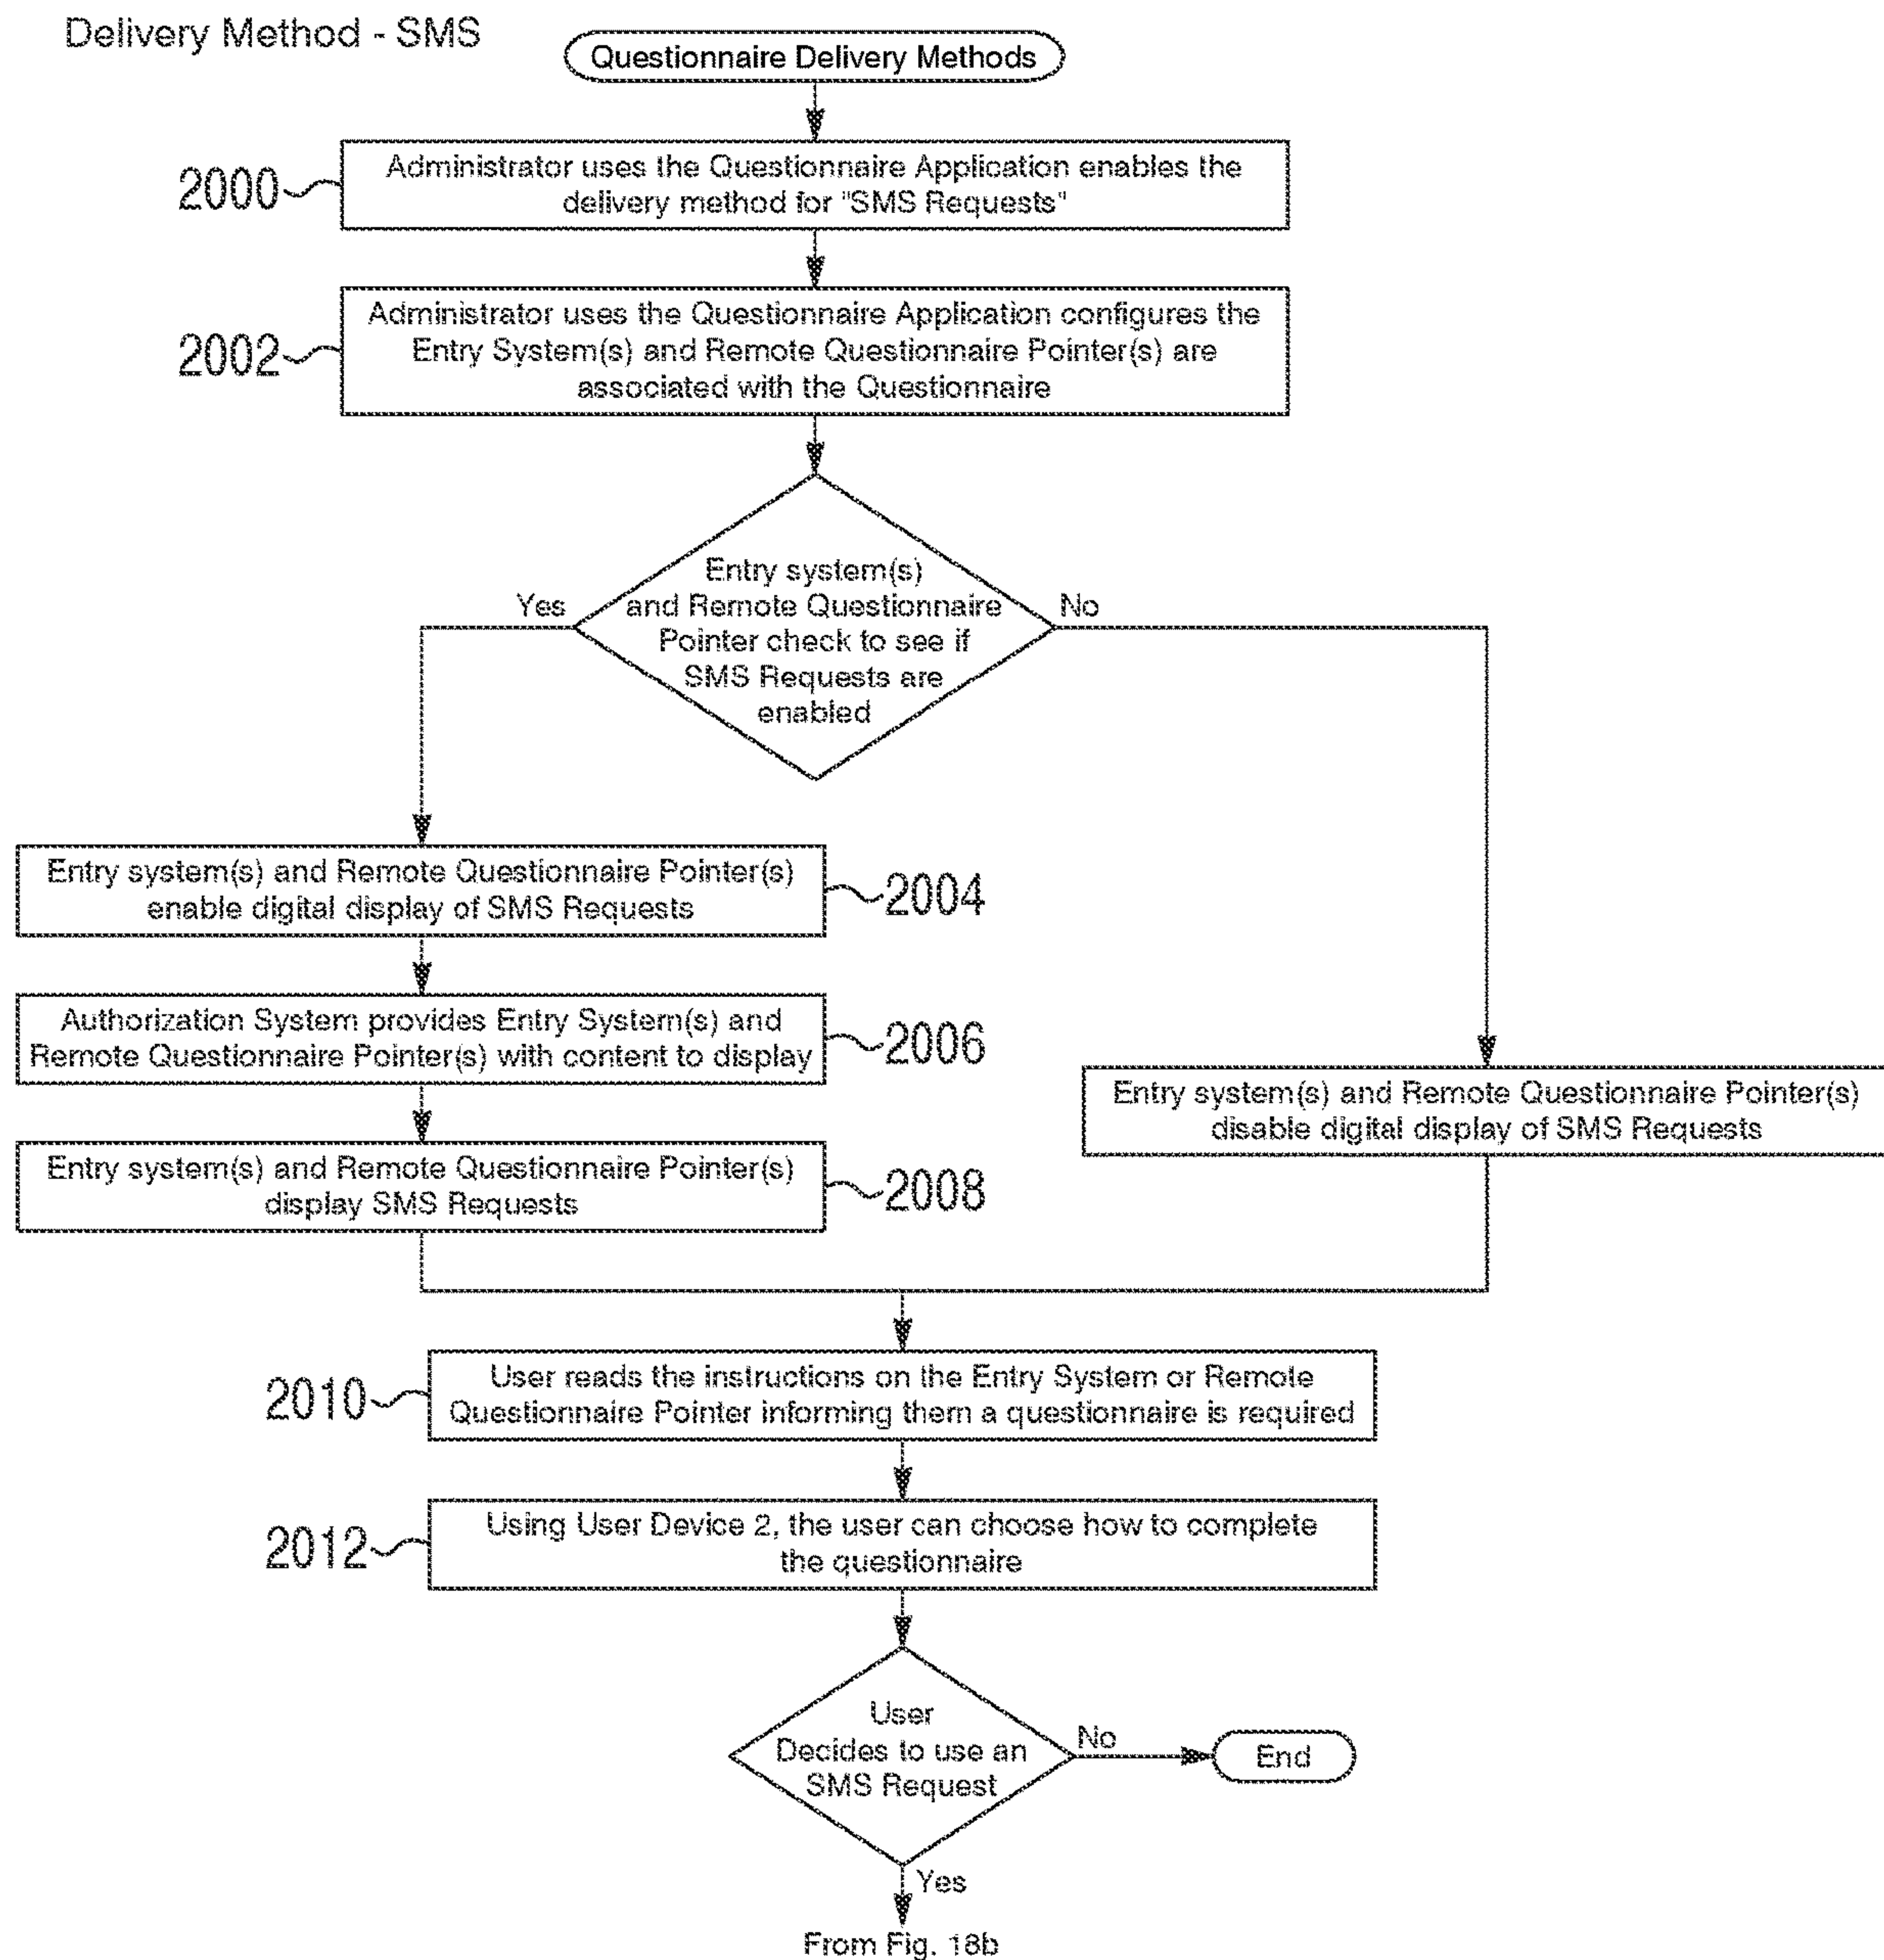 Delivery Method - SMS
Questionnaire Delivery Methods
2000
Administrator uses the Questionnaire Application enables the
delivery method for "SMS Requests"
2002
Administrator uses the Questionnaire Application configures the
Entry System(s) and Remote Questionnaire Pointer(s) are
associated with the Questionnaire
Entry system(s)
and Remote Questionnaire
Pointer check to see if
SMS Requests are
enabled
Yes
No
Entry system(s) and Remote Questionnaire Pointer(s)
enable digital display of SMS Requests
2004
Authorization System provides Entry System(s) and
Remote Questionnaire Pointer(s) with content to display
2006
Entry system(s) and Remote Questionnaire Pointer(s)
disable digital display of SMS Requests
Entry system(s) and Remote Questionnaire Pointer(s)
display SMS Requests
2008
2010
User reads the instructions on the Entry System or Remote
Questionnaire Pointer informing them a questionnaire is required
2012
Using User Device 2, the user can choose how to complete
the questionnaire
User
Decides to use an
SMS Request
No
End
Yes
From Fig. 18b